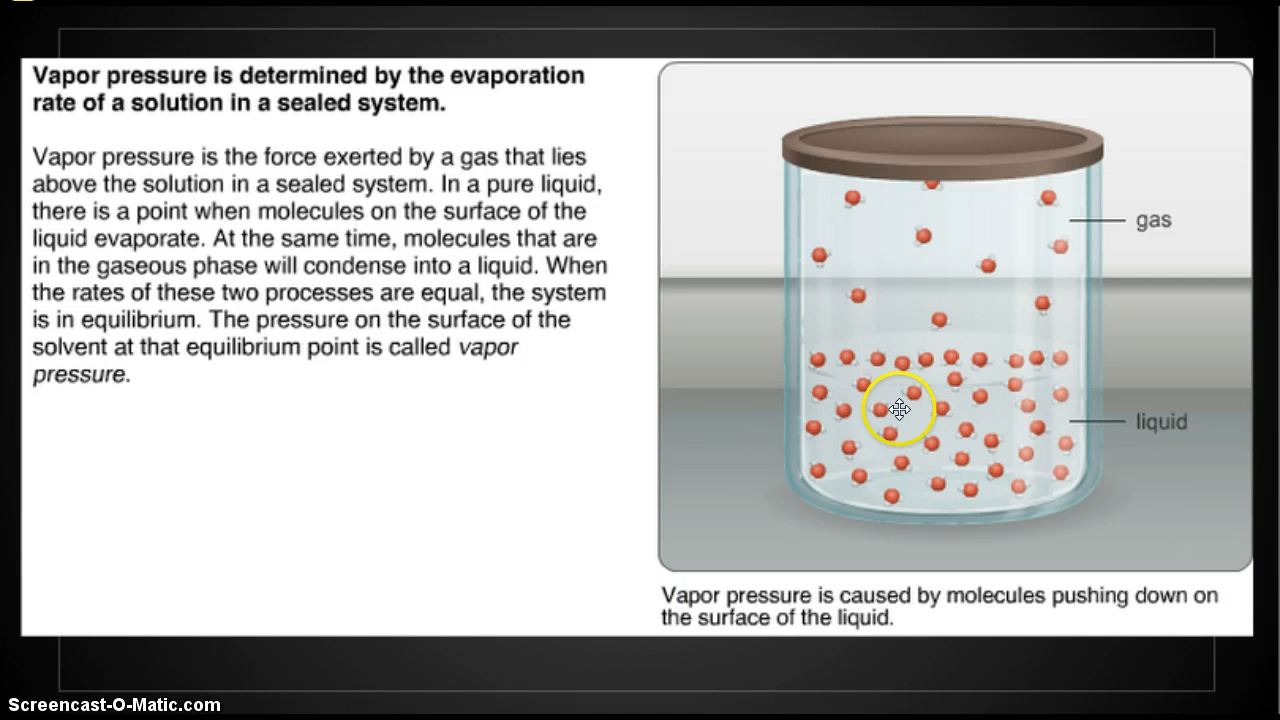 Vapor pressure is determined by the evaporation
rate of a solution in a sealed system.
Vapor pressure is the force exerted by a gas that lies
above the solution in a sealed system. In a pure liquid,
there is a point when molecules on the surface of the
liquid evaporate. At the same time, molecules that are
in the gaseous phase will condense into a liquid. When
the rates of these two processes are equal, the system
is in equilibrium. The pressure on the surface of the
solvent at that equilibrium point is called vapor
pressure.
gas
liquid
Vapor pressure is caused by molecules pushing down on
the surface of the liquid.
Screencast-O-Matic.com